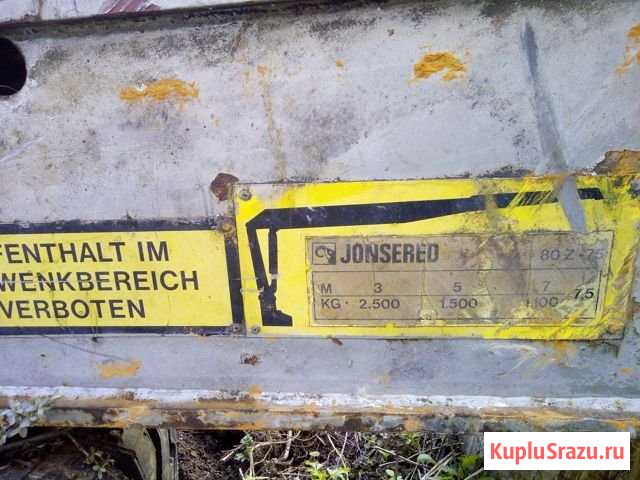 FENTHALT IM
WENKBEREICH
VERBOTEN
JONSERED 80 Z-75
M 3 5 7 7.5
KG. 2.500 1.500
KupluSrazu.ru